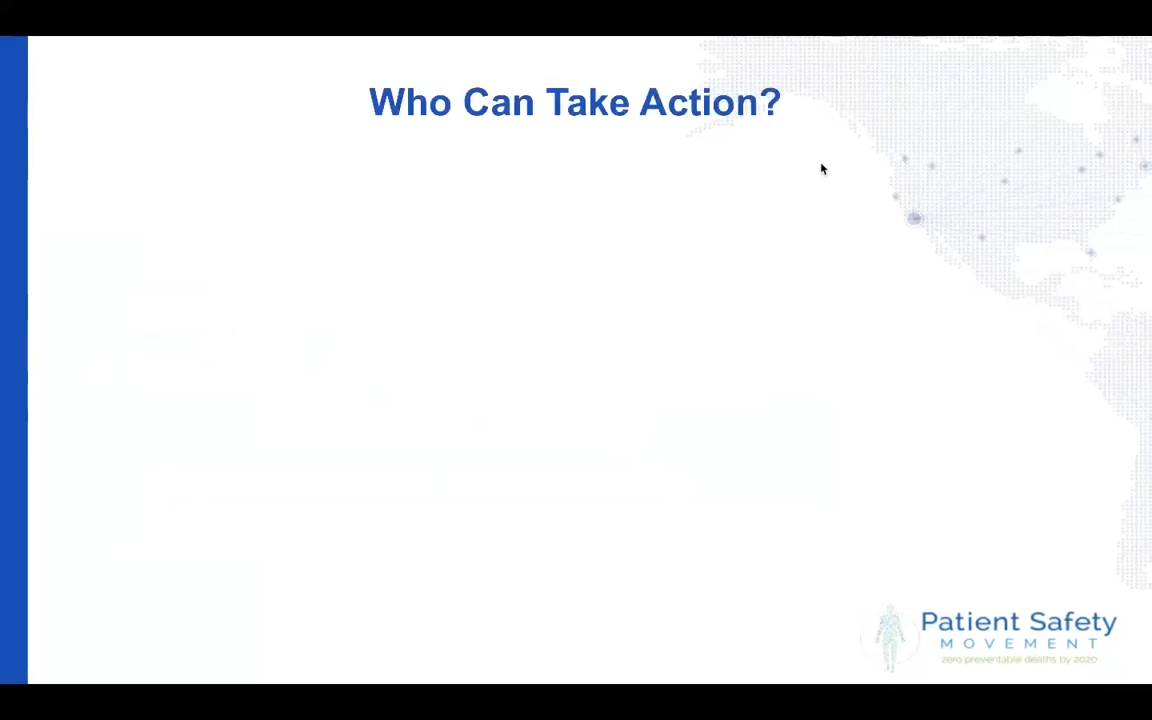 Who Can Take Action?
Patient Safety
MOVEMENT
zero preventable deaths by 2020